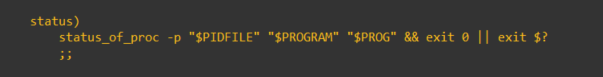 status)
status_of_proc -p "$PIDFILE" "$PROGRAM" "$PROG" && exit 0 || exit $?
;;